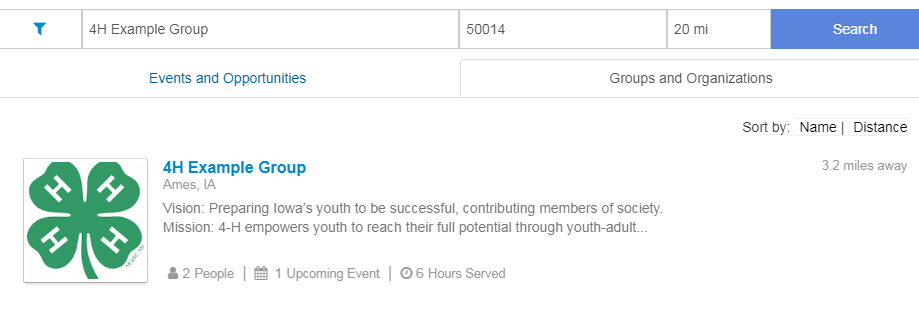 4H Example Group 50014 20 mi Search
Events and Opportunities Groups and Organizations
Sort by: Name | Distance
4H Example Group 3.2 miles away
Ames, IA
Vision: Preparing Iowa's youth to be successful, contributing members of society.
Mission: 4-H empowers youth to reach their full potential through youth-adult...
H H
H H
18 USC 707
2 People | 1 Upcoming Event | 6 Hours Served